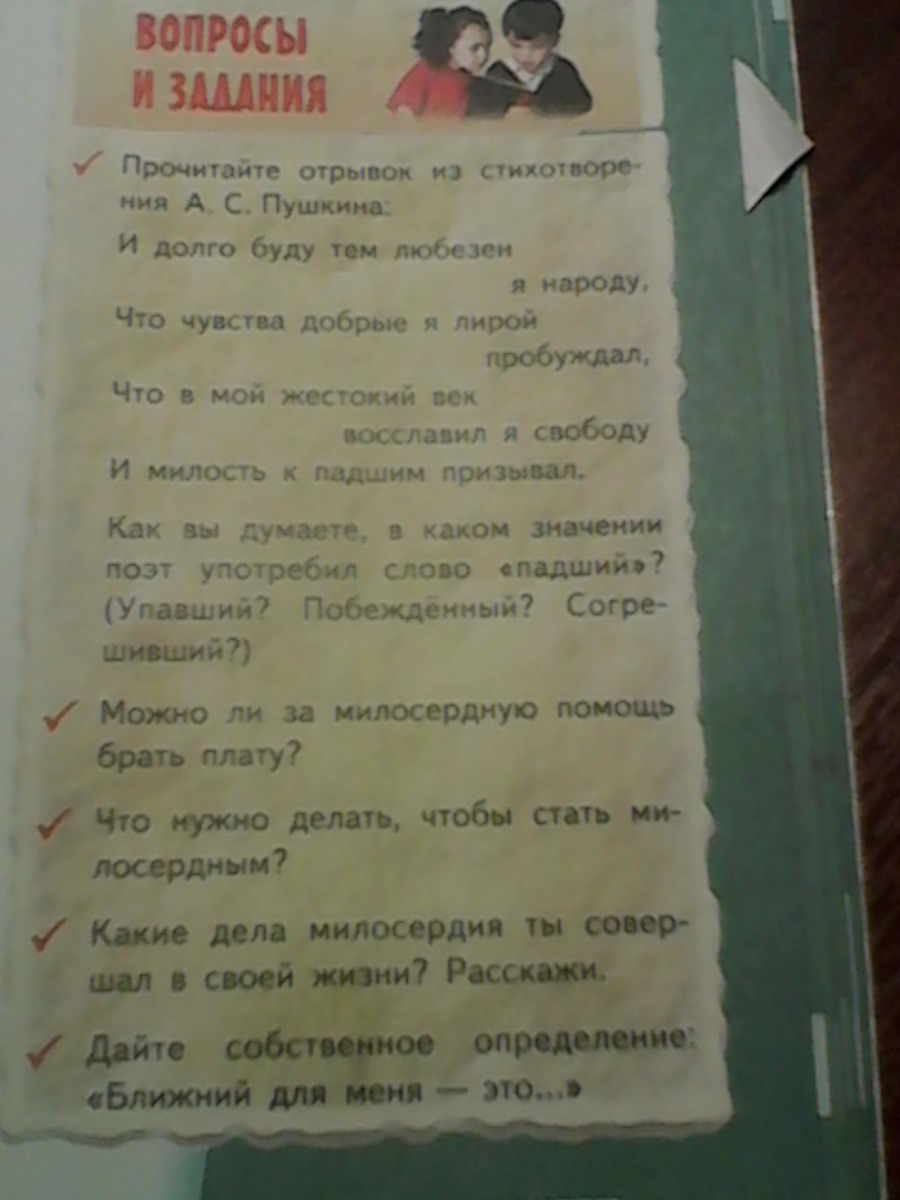 ВОПРОСЫ
И ЗАДАНИЯ
Прочитайте отрывок из стихотворе-
ния А. С. Пушкина:
И долго буду тем любезен
я народу,
Что чувства добрые я лирой
пробуждал,
Что в мой жестокий век
восславил я свободу
И милость к падшим призывал.
Как вы думаете, в каком значении
поэт употребил слово «падший»?
(Упавший? Побеждённый? Согре-
шивший?)
Можно ли за милосердную помощь
брать плату?
Что нужно делать, чтобы стать ми-
лосердным?
Какие дела милосердия ты совер-
шал в своей жизни? Расскажи.
Дайте собственное определение:
«Ближний для меня — это...»